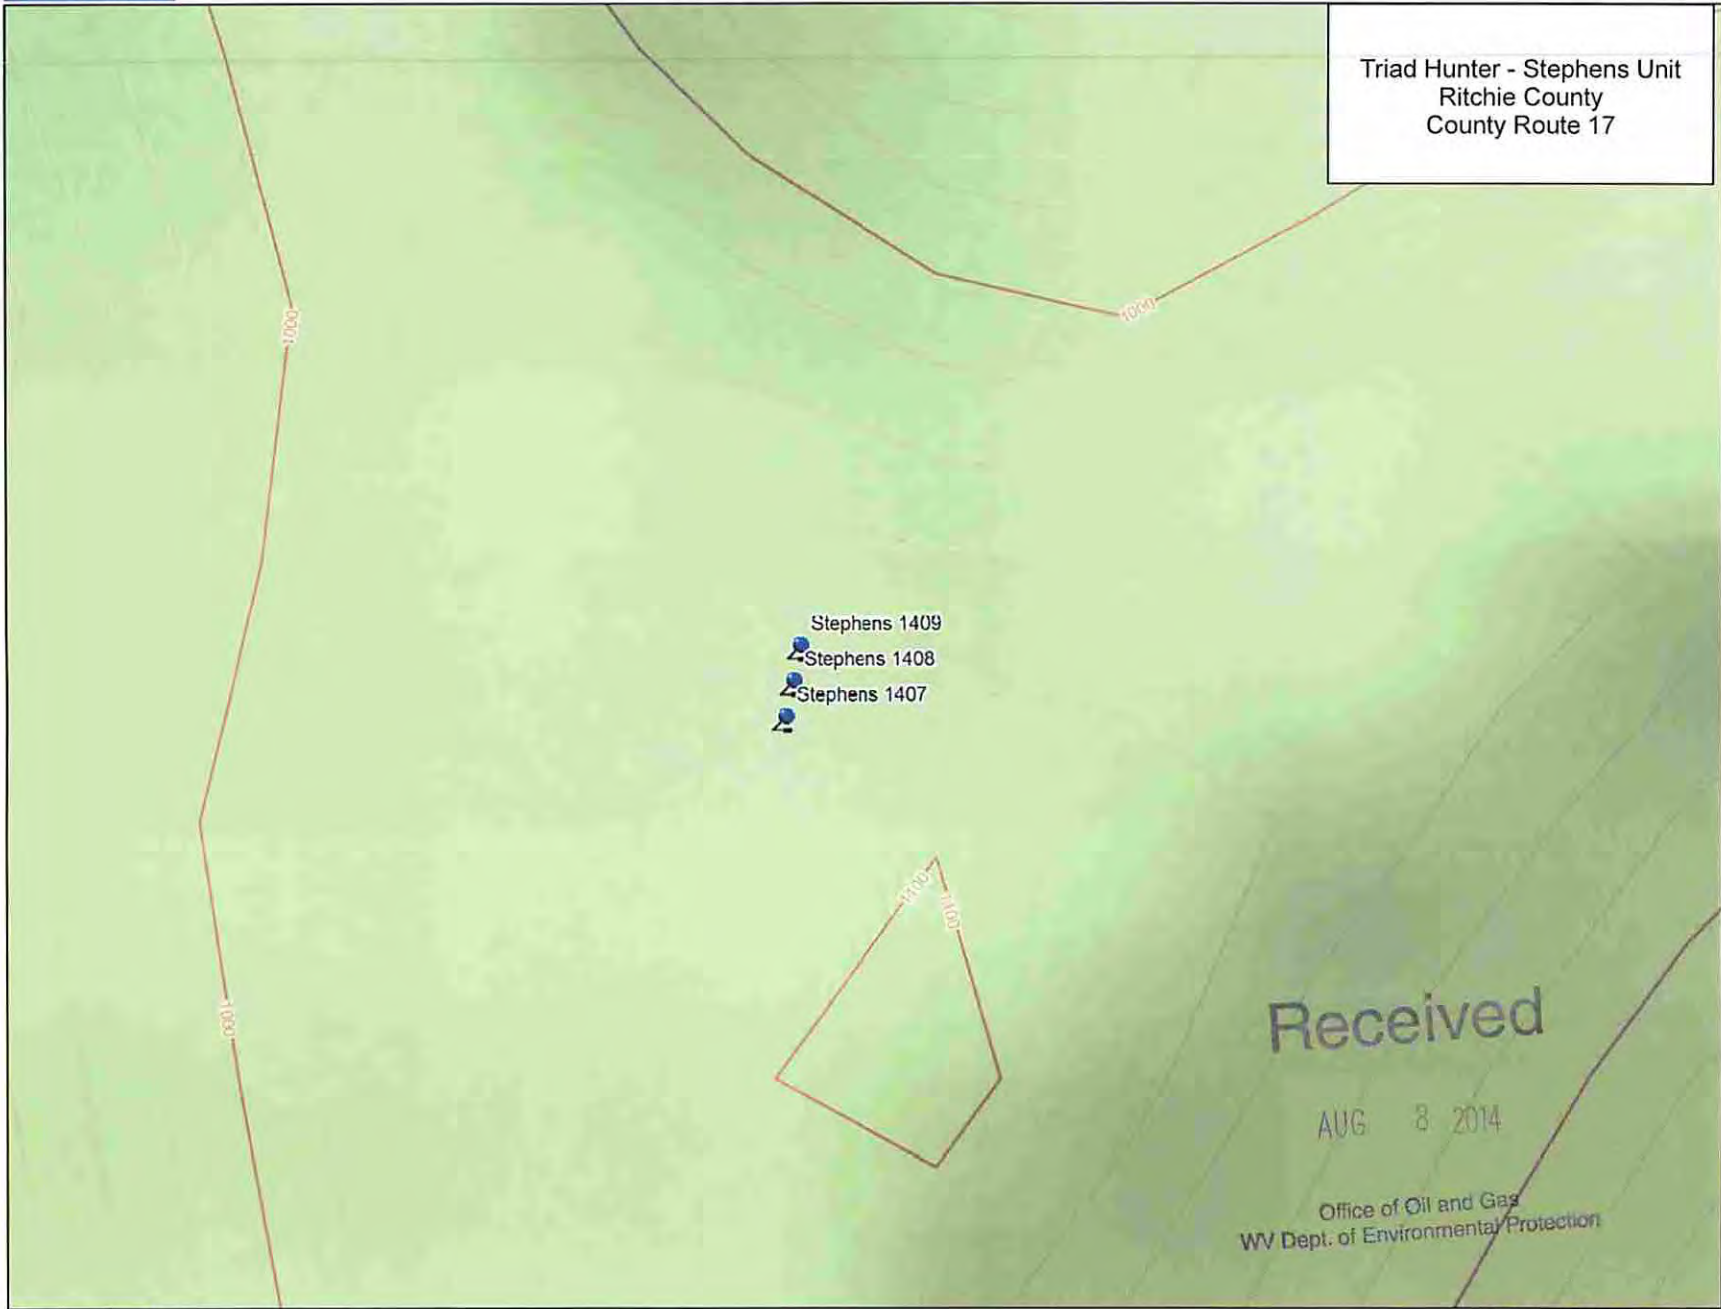 Triad Hunter - Stephens Unit
Ritchie County
County Route 17
1000
1000
Stephens 1409
Stephens 1408
Stephens 1407
1100
1100
1000
Received
AUG 8 2014
Office of Oil and Gas
WV Dept. of Environmental Protection